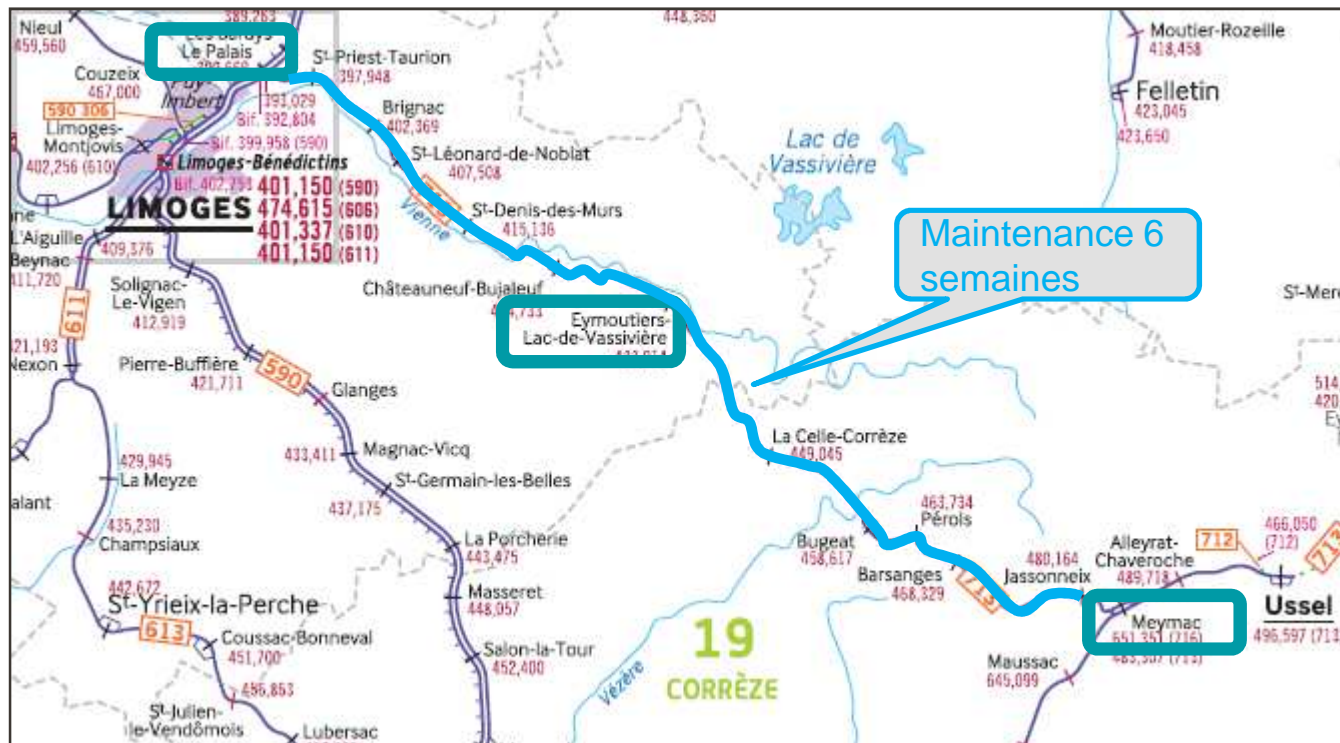 Nieul
459,560
389,263
Le Palais
Couzeix
467,000
Puy-
Imbert
393,029
Bif. 392,804
590 306
Limoges-
Montjovis
Bif. 399,958 (590)
402,256 (610)
Limoges-Bénédictins
LIMOGES
401,150 (590)
474,615 (606)
401,337 (610)
401,150 (611)
L'Aiguille
409,376
Beynac
411,720
Solignac-
Le-Vigen
412,919
611
421,193
Nexon
Pierre-Buffière
421,711
590
Glanges
433,411
Magnac-Vicq
St-Germain-les-Belles
437,175
429,945
La Meyze
435,230
Champsiaux
442,672
St-Yrieix-la-Perche
613
Coussac-Bonneval
451,700
456,853
St-Julien-
le-Vendômois
Lubersac
La Porcherie
443,475
Masseret
448,057
Salon-la-Tour
452,400
St-Priest-Taurion
397,948
Brignac
402,369
St-Léonard-de-Noblat
407,508
Vienne
St-Denis-des-Murs
415,136
Châteauneuf-Bujaleuf
Eymoutiers-
Lac-de-Vassivière
448,360
Lac de
Vassivière
Maintenance 6
semaines
Moutier-Rozeille
418,458
Felletin
423,045
423,650
La Celle-Corrèze
449,045
463,734
Pérols
Bugeat
458,617
Barsanges
468,329
713
480,164
Jassonneix
Alleyrat-
Chaveroche
489,718
712
466,050
(712)
713
Ussel
496,597
Meymac
651,351 (716)
483,307 (713)
Maussac
645,099
19
CORRÈZE
Vézère